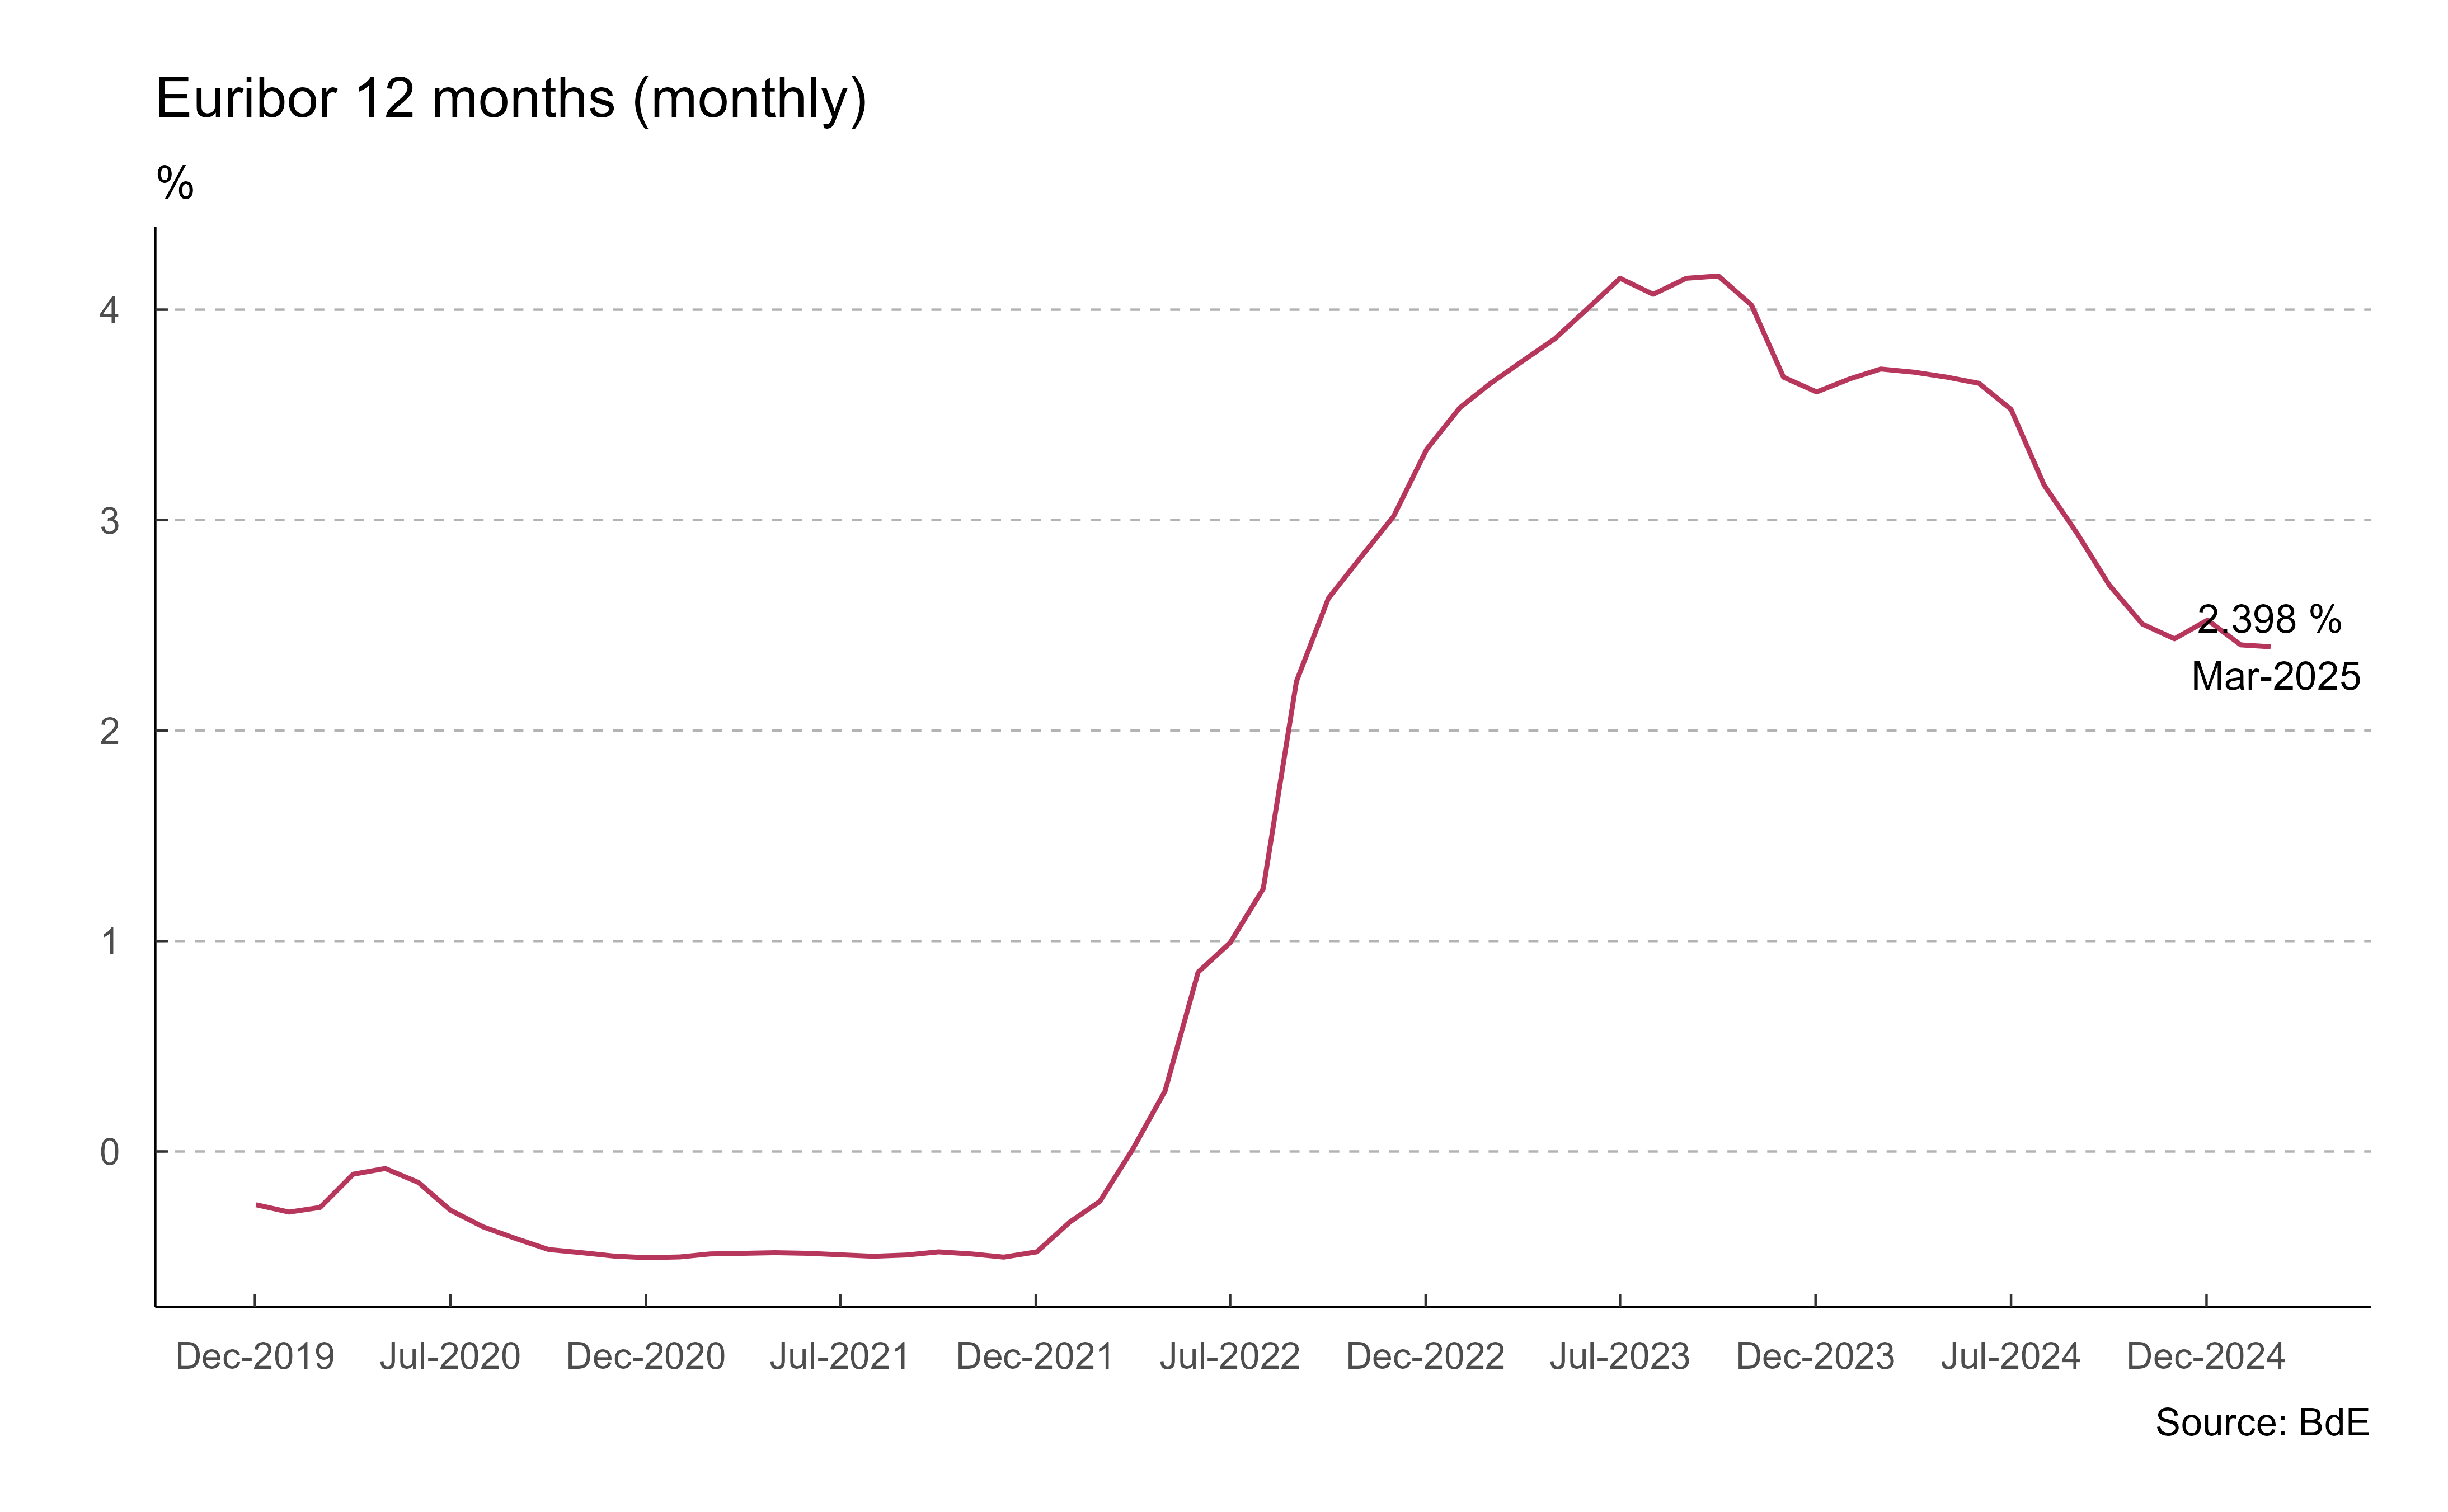 Euribor 12 months (monthly)
%
4
3
2
1
0
2.398 %
Mar-2025
Dec-2019 Jul-2020 Dec-2020 Jul-2021 Dec-2021 Jul-2022 Dec-2022 Jul-2023 Dec-2023 Jul-2024 Dec-2024
Source: BdE